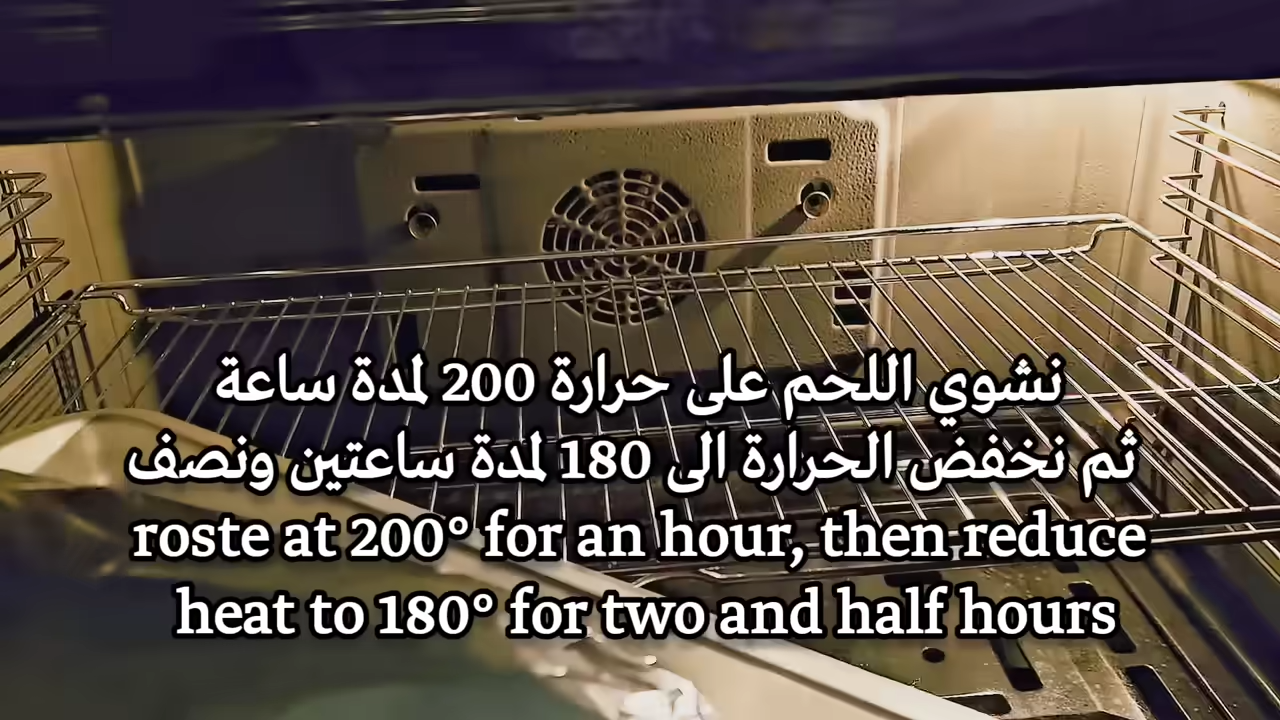 نشوي اللحم على حرارة 200 لمدة ساعة
ثم نخفض الحرارة الى 180 لمدة ساعتين ونصف
roste at 200° for an hour, then reduce
heat to 180° for two and half hours